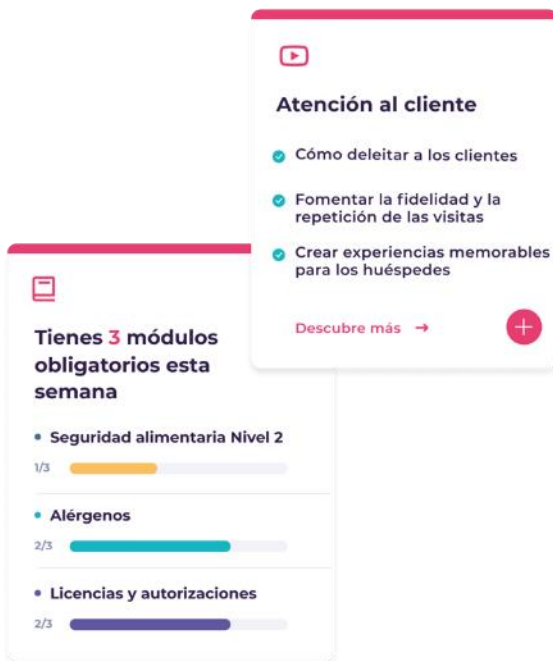 Atención al cliente
Cómo deleitar a los clientes
Fomentar la fidelidad y la
repetición de las visitas
Crear experiencias memorables
para los huéspedes
Descubre más →
Tienes 3 módulos
obligatorios esta
semana
Seguridad alimentaria Nivel 2
1/3
Alérgenos
2/3
Licencias y autorizaciones
2/3